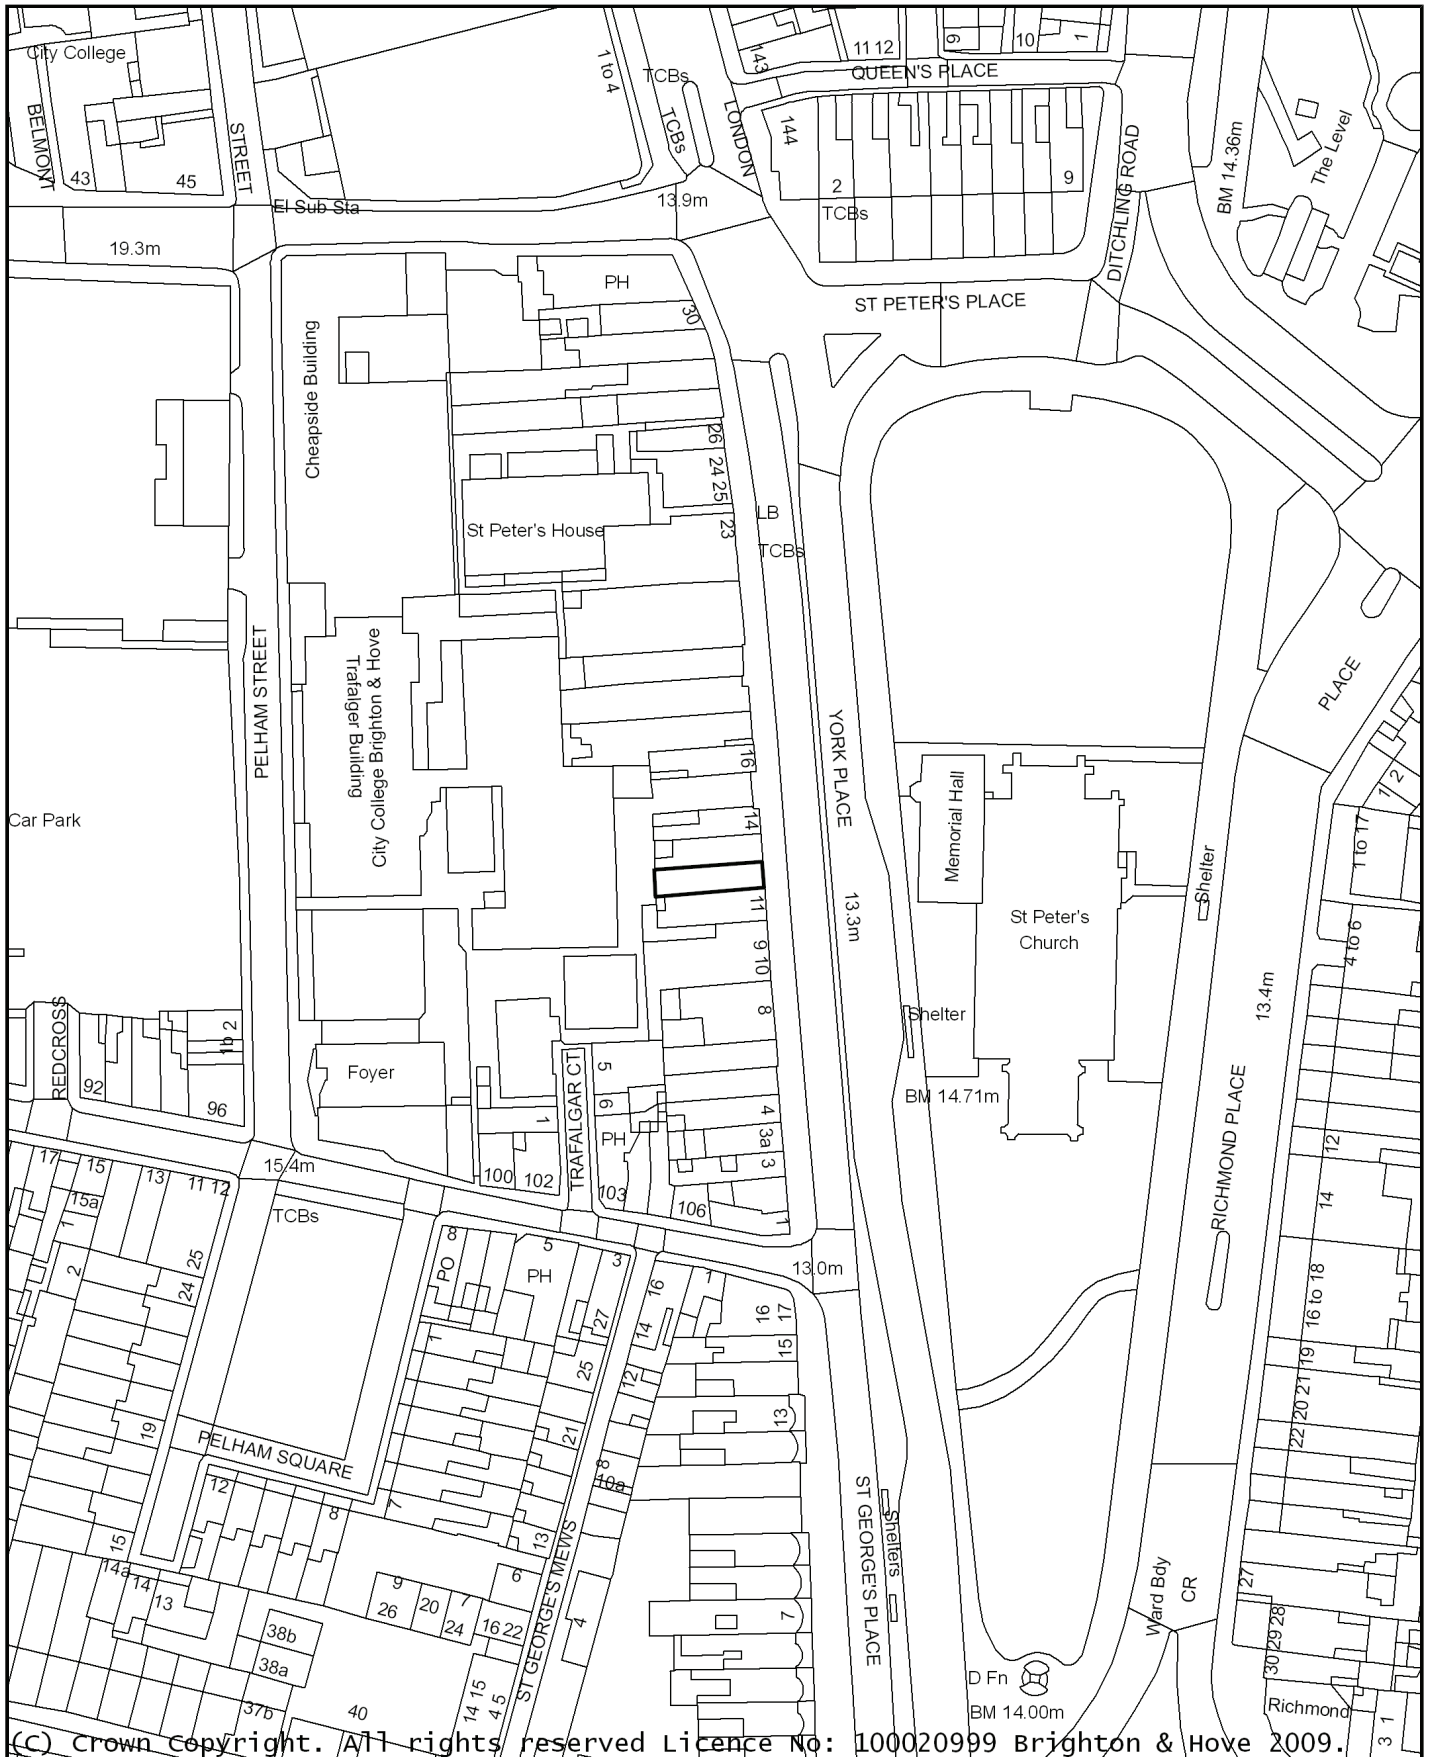 City College
BELMONT
43
45
STREET
El Sub Sta
19.3m
1 to 4
TCBs
TCBs
LONDON
13.9m
143
11 12
9
10
1
QUEEN'S PLACE
144
2
TCBs
9
DITCHLING ROAD
BM 14.36m
The Level
ST PETER'S PLACE
PH
30
Cheapside Building
26
24 25
23
St Peter's House
LB
TCBs
PELHAM STREET
Trafalger Building
City College Brighton & Hove
Car Park
YORK PLACE
16
14
11
9 10
8
13.3m
Memorial Hall
St Peter's
Church
Shelter
Shelter
BM 14.71m
PLACE
1 2
1 to 17
4 to 6
13.4m
RICHMOND PLACE
12
14
16 to 18
19
22 20 21
REDCROSS
92
96
1b 2
Foyer
TRAFALGAR CT
5
6
PH
1
100
102
103
106
4
3a
3
1
15.4m
TCBs
17
15
15a
13
11 12
1
2
25
24
19
15
8
PO
5
PH
3
27
25
21
13
1
7
16
14
12
8
10a
1
13.0m
16
17
15
13
7
PELHAM SQUARE
12
8
14a
14
13
9
26
20
7
24
6
16 22
4
38b
38a
37b
40
14 15
4 5
ST GEORGE'S MEWS
ST GEORGE'S PLACE
Shelters
D Fn
BM 14.00m
Ward Bdy
CR
27
30 29 28
Richmond
3 1
(C) Crown Copyright. All rights reserved Licence No: 100020999 Brighton & Hove 2009.